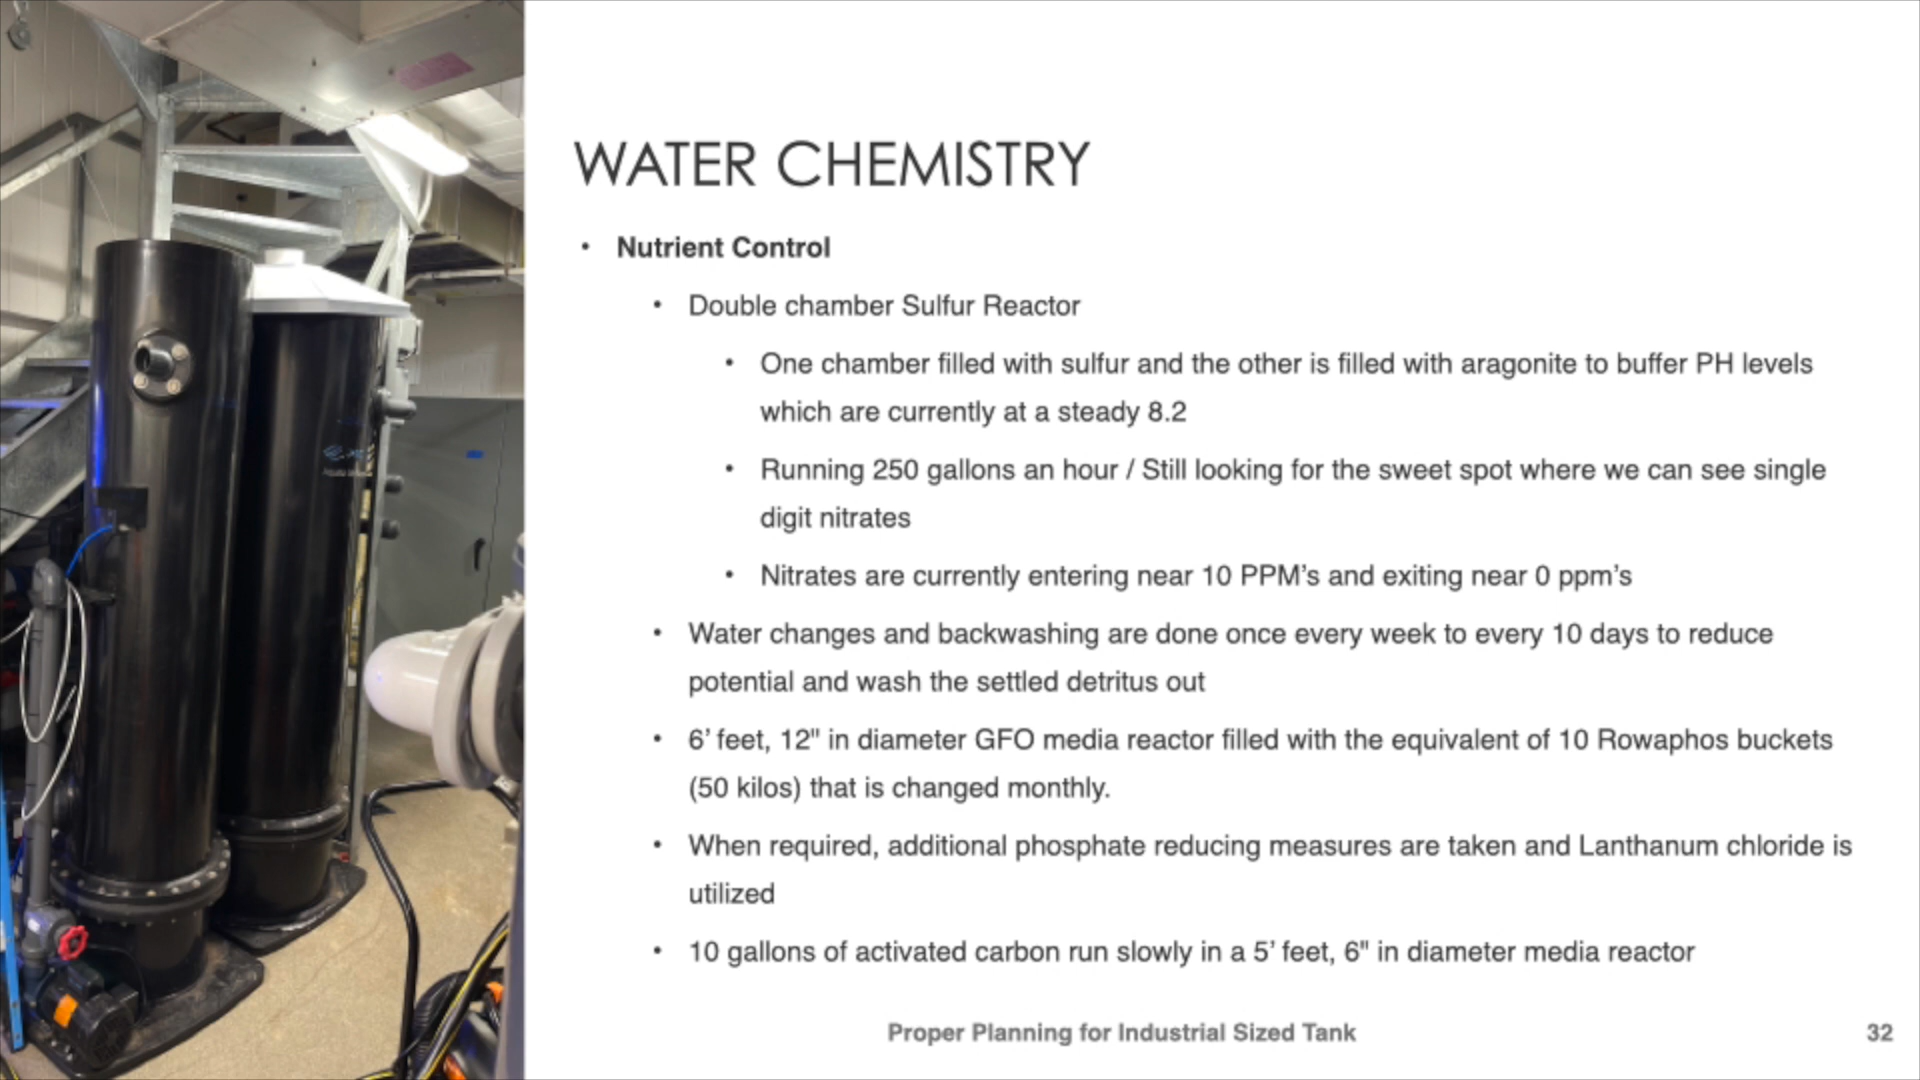 WATER CHEMISTRY
• Nutrient Control
• Double chamber Sulfur Reactor
• One chamber filled with sulfur and the other is filled with aragonite to buffer PH levels
which are currently at a steady 8.2
• Running 250 gallons an hour / Still looking for the sweet spot where we can see single
digit nitrates
• Nitrates are currently entering near 10 PPM’s and exiting near 0 ppm’s
• Water changes and backwashing are done once every week to every 10 days to reduce
potential and wash the settled detritus out
• 6’ feet, 12" in diameter GFO media reactor filled with the equivalent of 10 Rowaphos buckets
(50 kilos) that is changed monthly.
• When required, additional phosphate reducing measures are taken and Lanthanum chloride is
utilized
• 10 gallons of activated carbon run slowly in a 5’ feet, 6" in diameter media reactor
Proper Planning for Industrial Sized Tank
32